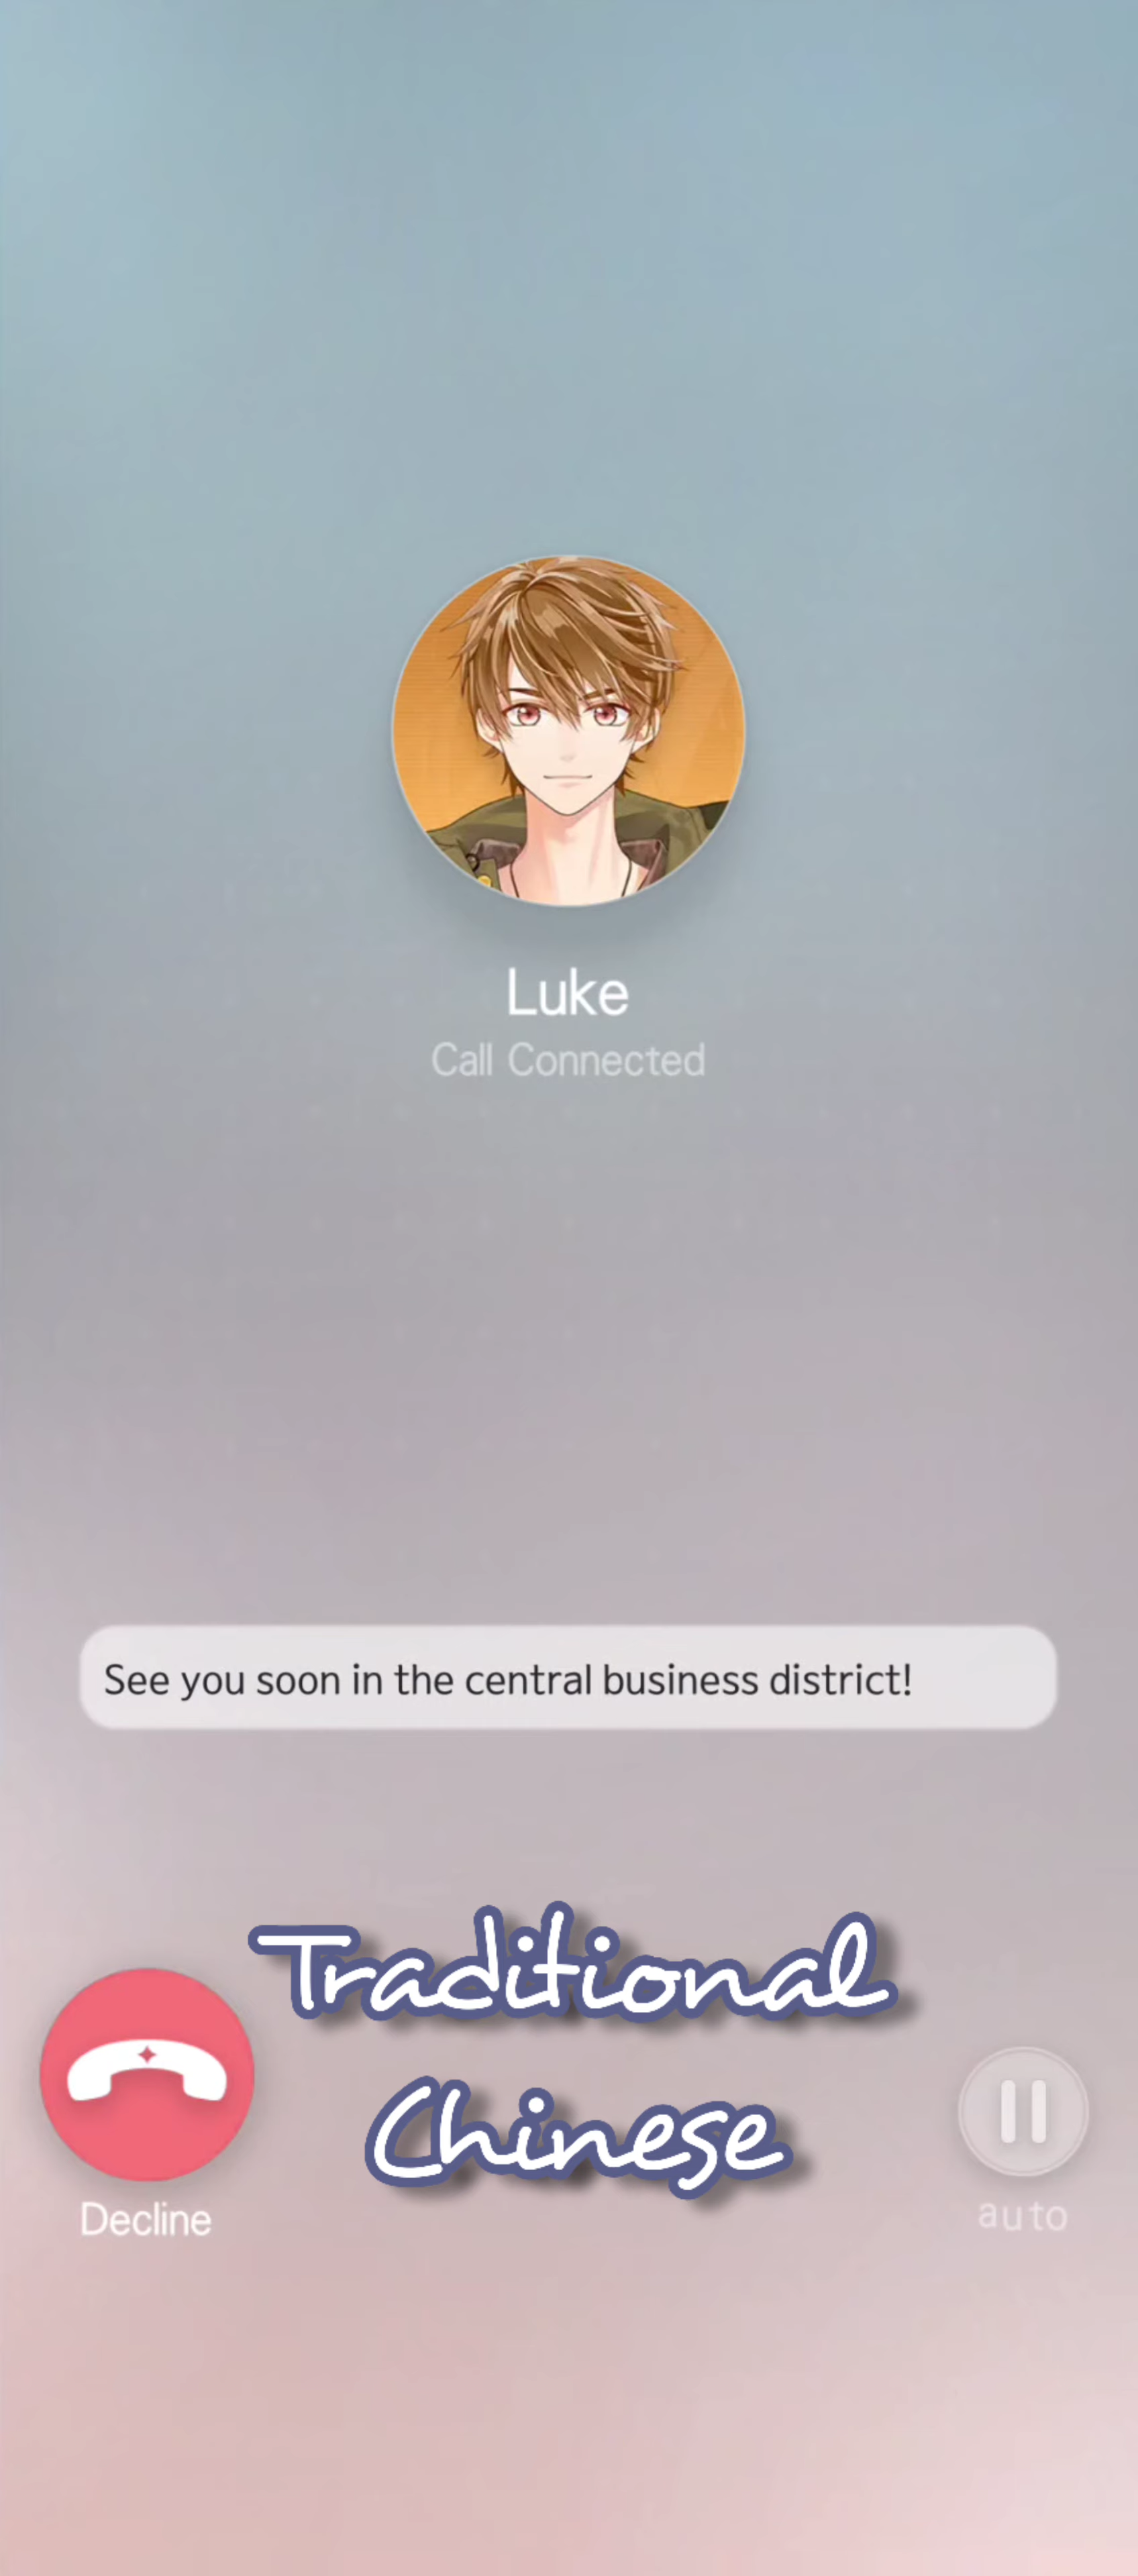 Luke
Call Connected
See you soon in the central business district!
Traditional
Chinese
Decline
auto